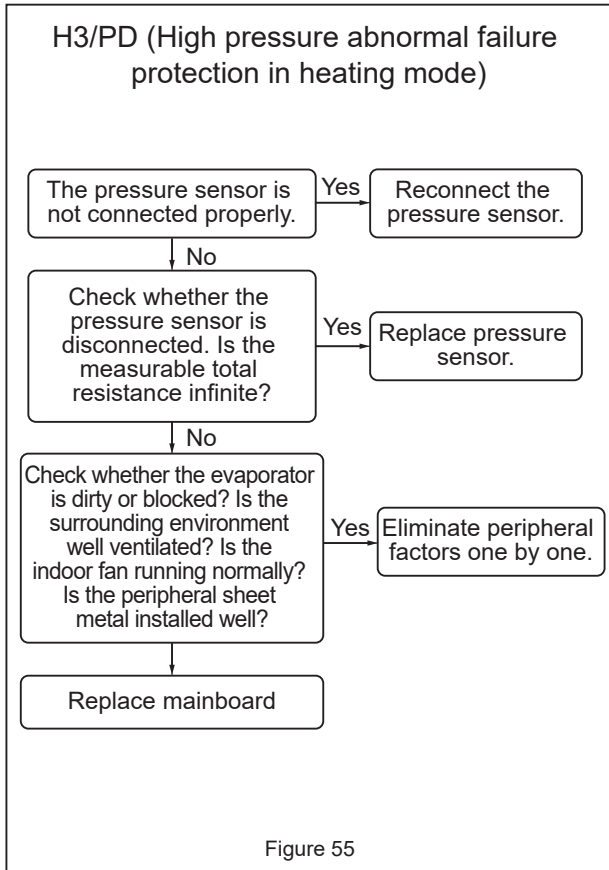 H3/PD (High pressure abnormal failure
protection in heating mode)
The pressure sensor is
not connected properly.
Yes
Reconnect the
pressure sensor.
No
Check whether the
pressure sensor is
disconnected. Is the
measurable total
resistance infinite?
Yes
Replace pressure
sensor.
No
Check whether the evaporator
is dirty or blocked? Is the
surrounding environment
well ventilated? Is the
indoor fan running normally?
Is the peripheral sheet
metal installed well?
Yes
Eliminate peripheral
factors one by one.
Replace mainboard
Figure 55